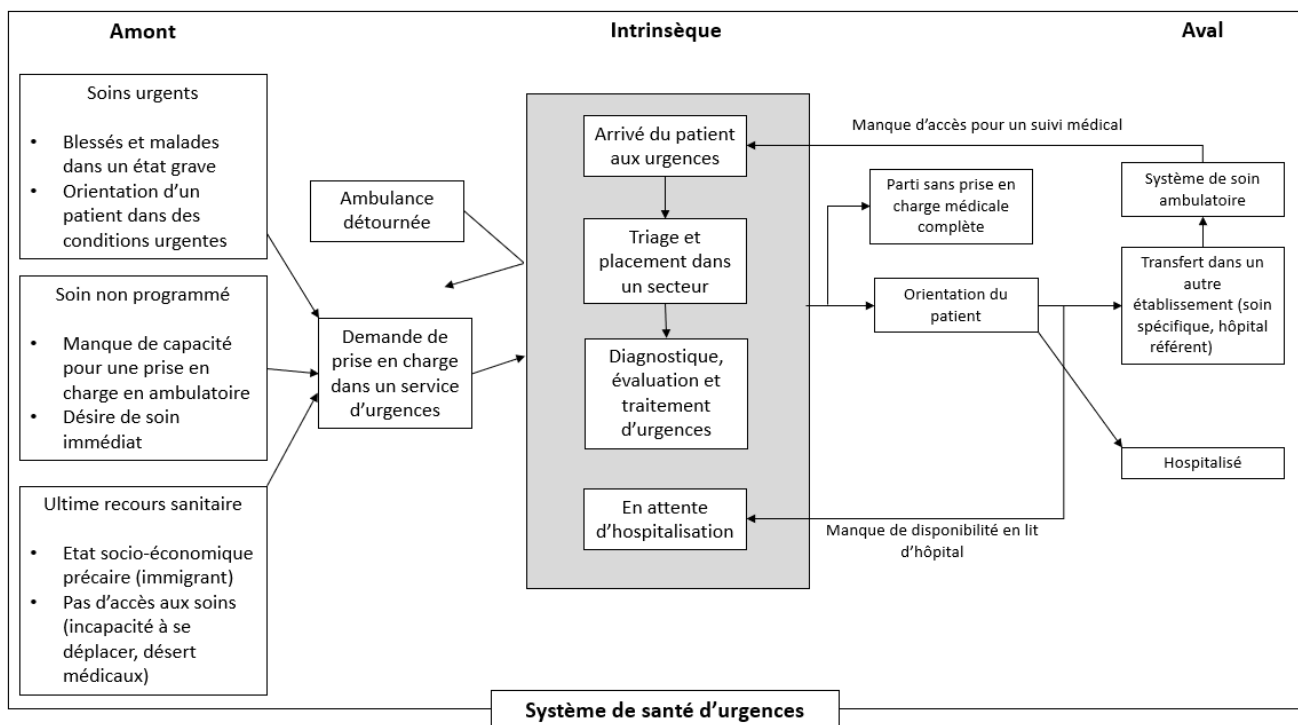 Amont
Intrinsèque
Aval
Soins urgents
• Blessés et malades
dans un état grave
• Orientation d’un
patient dans des
conditions urgentes
Soin non programmé
• Manque de capacité
pour une prise en
charge en ambulatoire
• Désire de soin
immédiat
Ultime recours sanitaire
• Etat socio-économique
précaire (immigrant)
• Pas d’accès aux soins
(incapacité à se
déplacer, désert
médicaux)
Ambulance
détournée
Demande de
prise en charge
dans un service
d’urgences
Arrivé du patient
aux urgences
Triage et
placement dans
un secteur
Diagnostique,
évaluation et
traitement
d’urgences
En attente
d’hospitalisation
Manque d’accès pour un suivi médical
Parti sans prise en
charge médicale
complète
Orientation du
patient
Système de soin
ambulatoire
Transfert dans un
autre
établissement (soin
spécifique, hôpital
référent)
Hospitalisé
Manque de disponibilité en lit
d’hôpital
Système de santé d’urgences